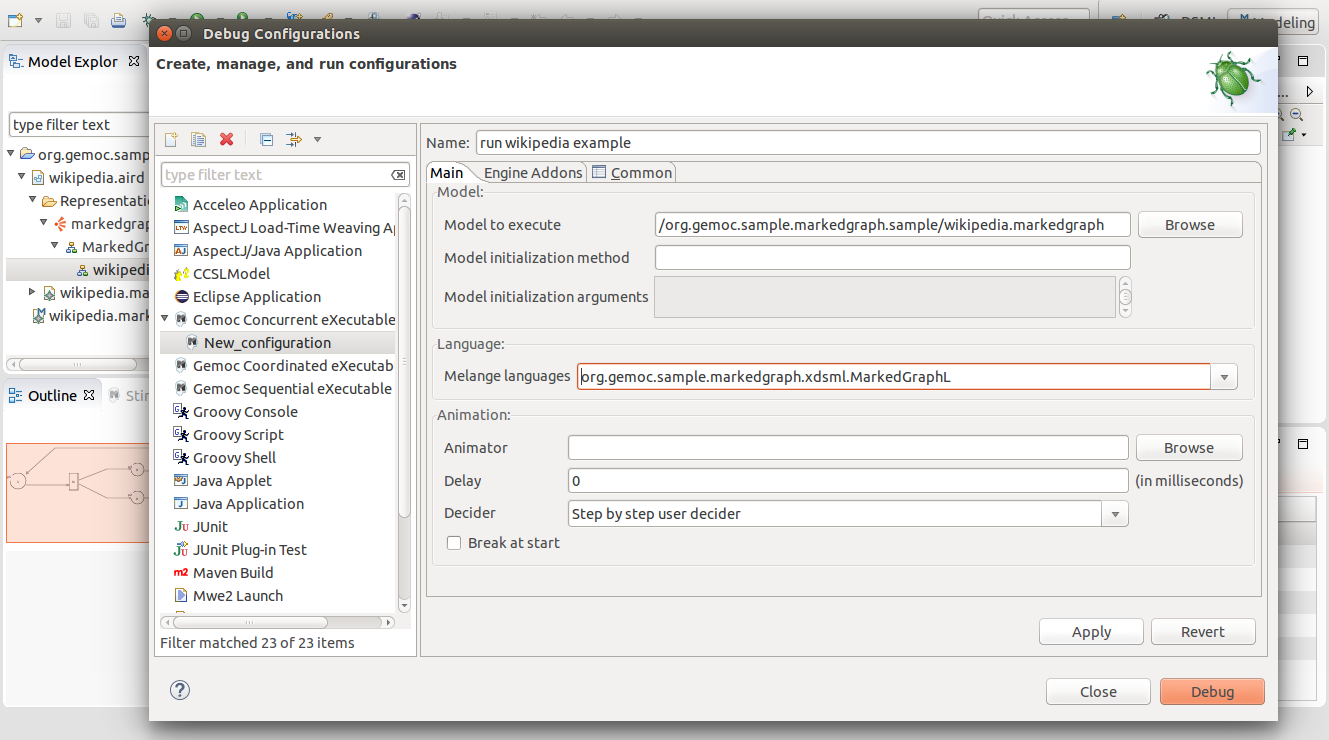 Quick Access
DSML
Modeling
Debug Configurations
Create, manage, and run configurations
Model Explor
type filter text
org.gemoc.samp
wikipedia.aird
Representati
markedgrap
MarkedGr
wikipedi
wikipedia.ma
wikipedia.mark
Outline
Stin
type filter text
Acceleo Application
AspectJ Load-Time Weaving Ap
AspectJ/Java Application
CCSLModel
Eclipse Application
Gemoc Concurrent eXecutable
New_configuration
Gemoc Coordinated eXecutab
Gemoc Sequential eXecutable
Groovy Console
Groovy Script
Groovy Shell
Java Applet
Java Application
JUnit
JUnit Plug-in Test
Maven Build
Mwe2 Launch
Filter matched 23 of 23 items
Name: run wikipedia example
Main Engine Addons Common
Model:
Model to execute /org.gemoc.sample.markedgraph.sample/wikipedia.markedgraph Browse
Model initialization method
Model initialization arguments
Language:
Melange languages org.gemoc.sample.markedgraph.xdsml.MarkedGraphL
Animation:
Animator Browse
Delay 0 (in milliseconds)
Decider Step by step user decider
Break at start
Apply Revert
? Close Debug